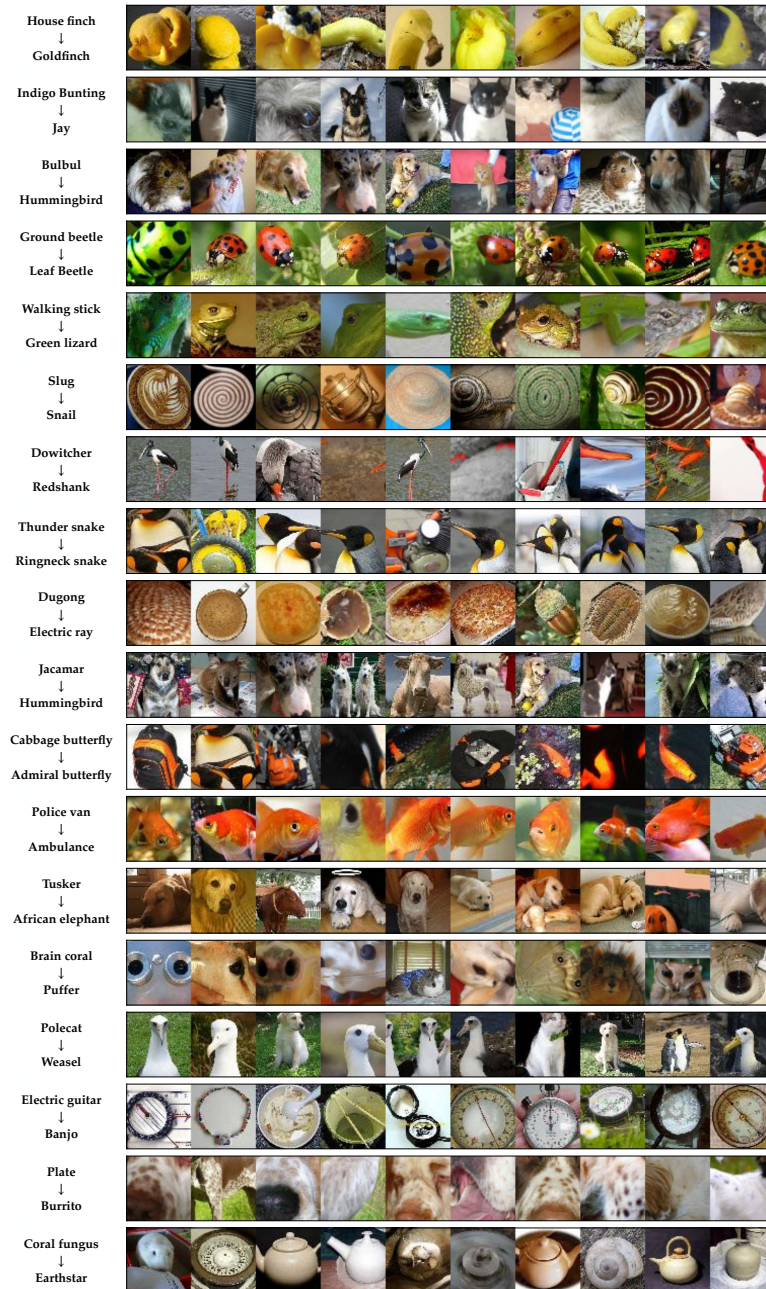 House finch
↓
Goldfinch
Indigo Bunting
↓
Jay
Bulbul
↓
Hummingbird
Ground beetle
↓
Leaf Beetle
Walking stick
↓
Green lizard
Slug
↓
Snail
Dowitcher
↓
Redshank
Thunder snake
↓
Ringneck snake
Dugong
↓
Electric ray
Jacamar
↓
Hummingbird
Cabbage butterfly
↓
Admiral butterfly
Police van
↓
Ambulance
Tusker
↓
African elephant
Brain coral
↓
Puffer
Polecat
↓
Weasel
Electric guitar
↓
Banjo
Plate
↓
Burrito
Coral fungus
↓
Earthstar